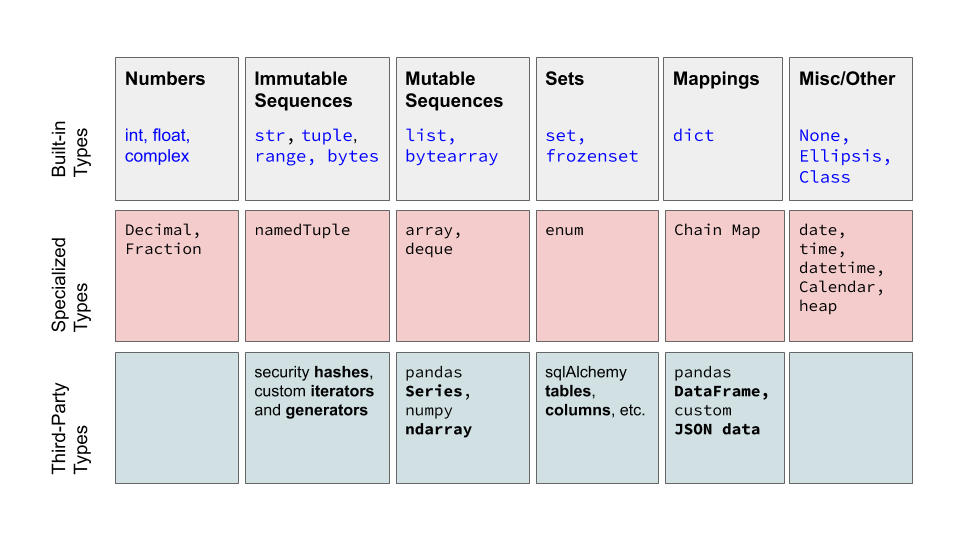 Built-in
Types
Numbers
int, float,
complex
Immutable
Sequences
str, tuple,
range, bytes
Mutable
Sequences
list,
bytearray
Sets
set,
frozenset
Mappings
dict
Misc/Other
None,
Ellipsis,
Class
Specialized
Types
Decimal,
Fraction
namedTuple
array,
deque
enum
Chain Map
date,
time,
datetime,
Calendar,
heap
Third-Party
Types
security hashes,
custom iterators
and generators
pandas
Series,
numpy
ndarray
sqlAlchemy
tables,
columns, etc.
pandas
DataFrame,
custom
JSON data